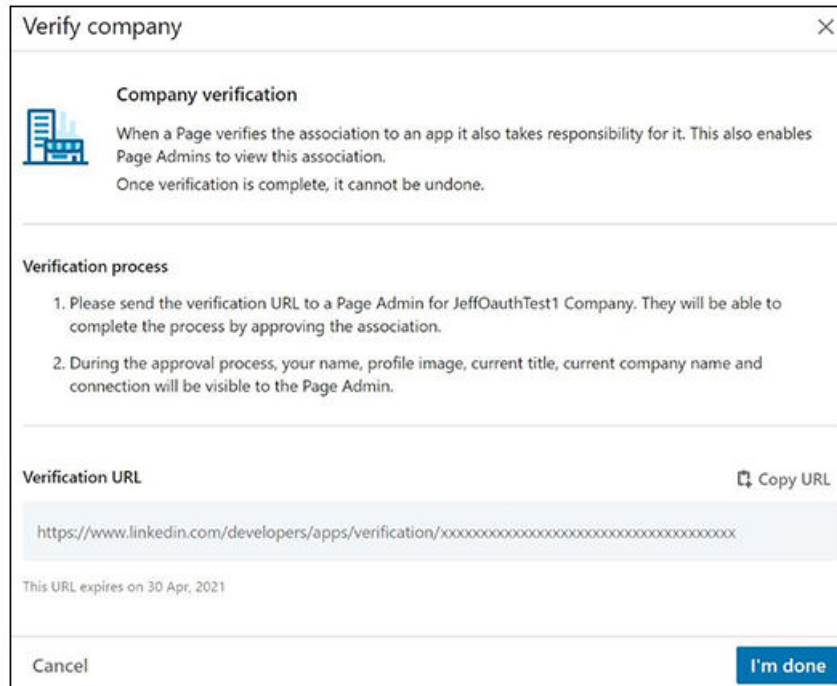 Verify company
Company verification
When a Page verifies the association to an app it also takes responsibility for it. This also enables
Page Admins to view this association.
Once verification is complete, it cannot be undone.
Verification process
1. Please send the verification URL to a Page Admin for JeffOauthTest1 Company. They will be able to
complete the process by approving the association.
2. During the approval process, your name, profile image, current title, current company name and
connection will be visible to the Page Admin.
Verification URL
Copy URL
https://www.linkedin.com/developers/apps/verification/xxxxxxxxxxxxxxxxxxxxxxxxxxxxxxxxxxxx
This URL expires on 30 Apr, 2021
Cancel
I'm done